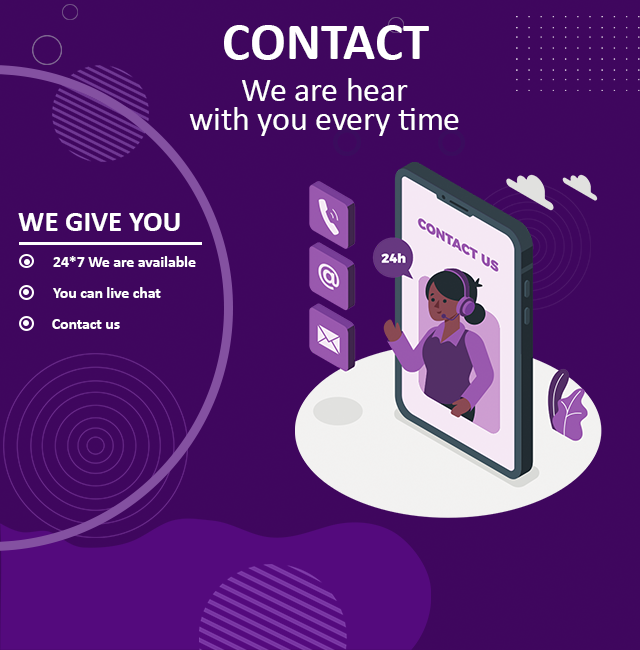 CONTACT
We are hear
with you every time
WE GIVE YOU
24*7 We are available
You can live chat
Contact us
CONTACT US
24h
@